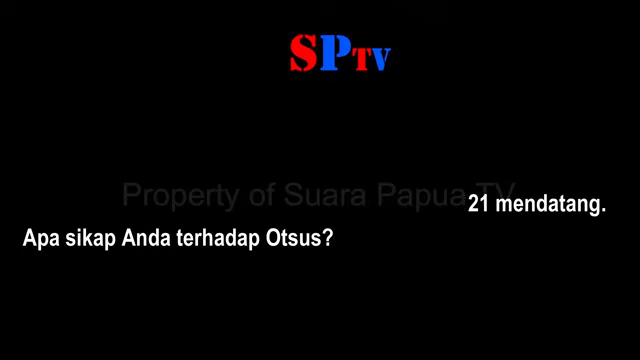 SPTV
Property of Suara Papua TV
21 mendatang.
Apa sikap Anda terhadap Otsus?